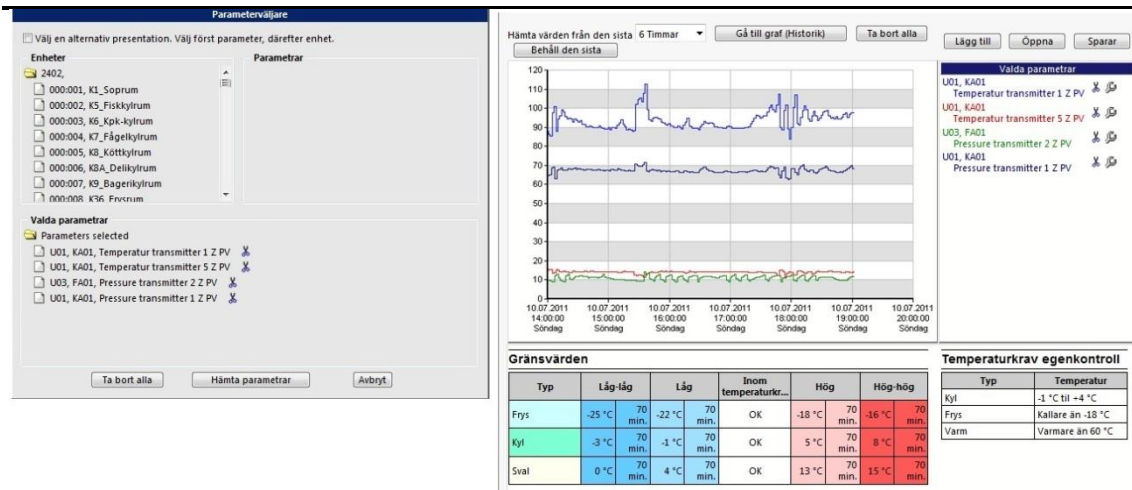 Parameterväljare
Välj en alternativ presentation. Välj först parameter, därefter enhet.
Enheter
Parametrar
2402,
000:001, K1_Soprum
000:002, K5_Fiskkylrum
000:003, K6_Kpk-kylrum
000:004, K7_Fågelkylrum
000:005, K8_Köttkylrum
000:006, K8A_Delikylrum
000:007, K9_Bagerikylrum
000:008, K36_Frysrum
Valda parametrar
Parameters selected
U01, KA01, Temperatur transmitter 1 Z PV
U01, KA01, Temperatur transmitter 5 Z PV
U03, FA01, Pressure transmitter 2 Z PV
U01, KA01, Pressure transmitter 1 Z PV
Ta bort alla Hämta parametrar Avbryt
Hämta värden från den sista 6 Timmar Gå till graf (Historik) Ta bort alla
Behåll den sista
Lägg till Öppna Sparar
120
110
100
90
80
70
60
50
40
30
20
10
0
10.07.2011 10.07.2011 10.07.2011 10.07.2011 10.07.2011 10.07.2011 10.07.2011
14:00:00 15:00:00 16:00:00 17:00:00 18:00:00 19:00:00 20:00:00
Söndag Söndag Söndag Söndag Söndag Söndag Söndag
Valda parametrar
U01, KA01
Temperatur transmitter 1 Z PV
U01, KA01
Temperatur transmitter 5 Z PV
U03, FA01
Pressure transmitter 2 Z PV
U01, KA01
Pressure transmitter 1 Z PV
Gränsvärden
Typ Låg-låg Låg Inom temperaturkr... Hög Hög-hög
Frys -25 °C 70 min. -22 °C 70 min. OK -18 °C 70 min. -16 °C 70 min.
Kyl -3 °C 70 min. -1 °C 70 min. OK 5 °C 70 min. 8 °C 70 min.
Sval 0 °C 70 min. 4 °C 70 min. OK 13 °C 70 min. 15 °C 70 min.
Temperaturkrav egenkontroll
Typ Temperatur
Kyl -1 °C til +4 °C
Frys Kallare än -18 °C
Varm Varmare än 60 °C